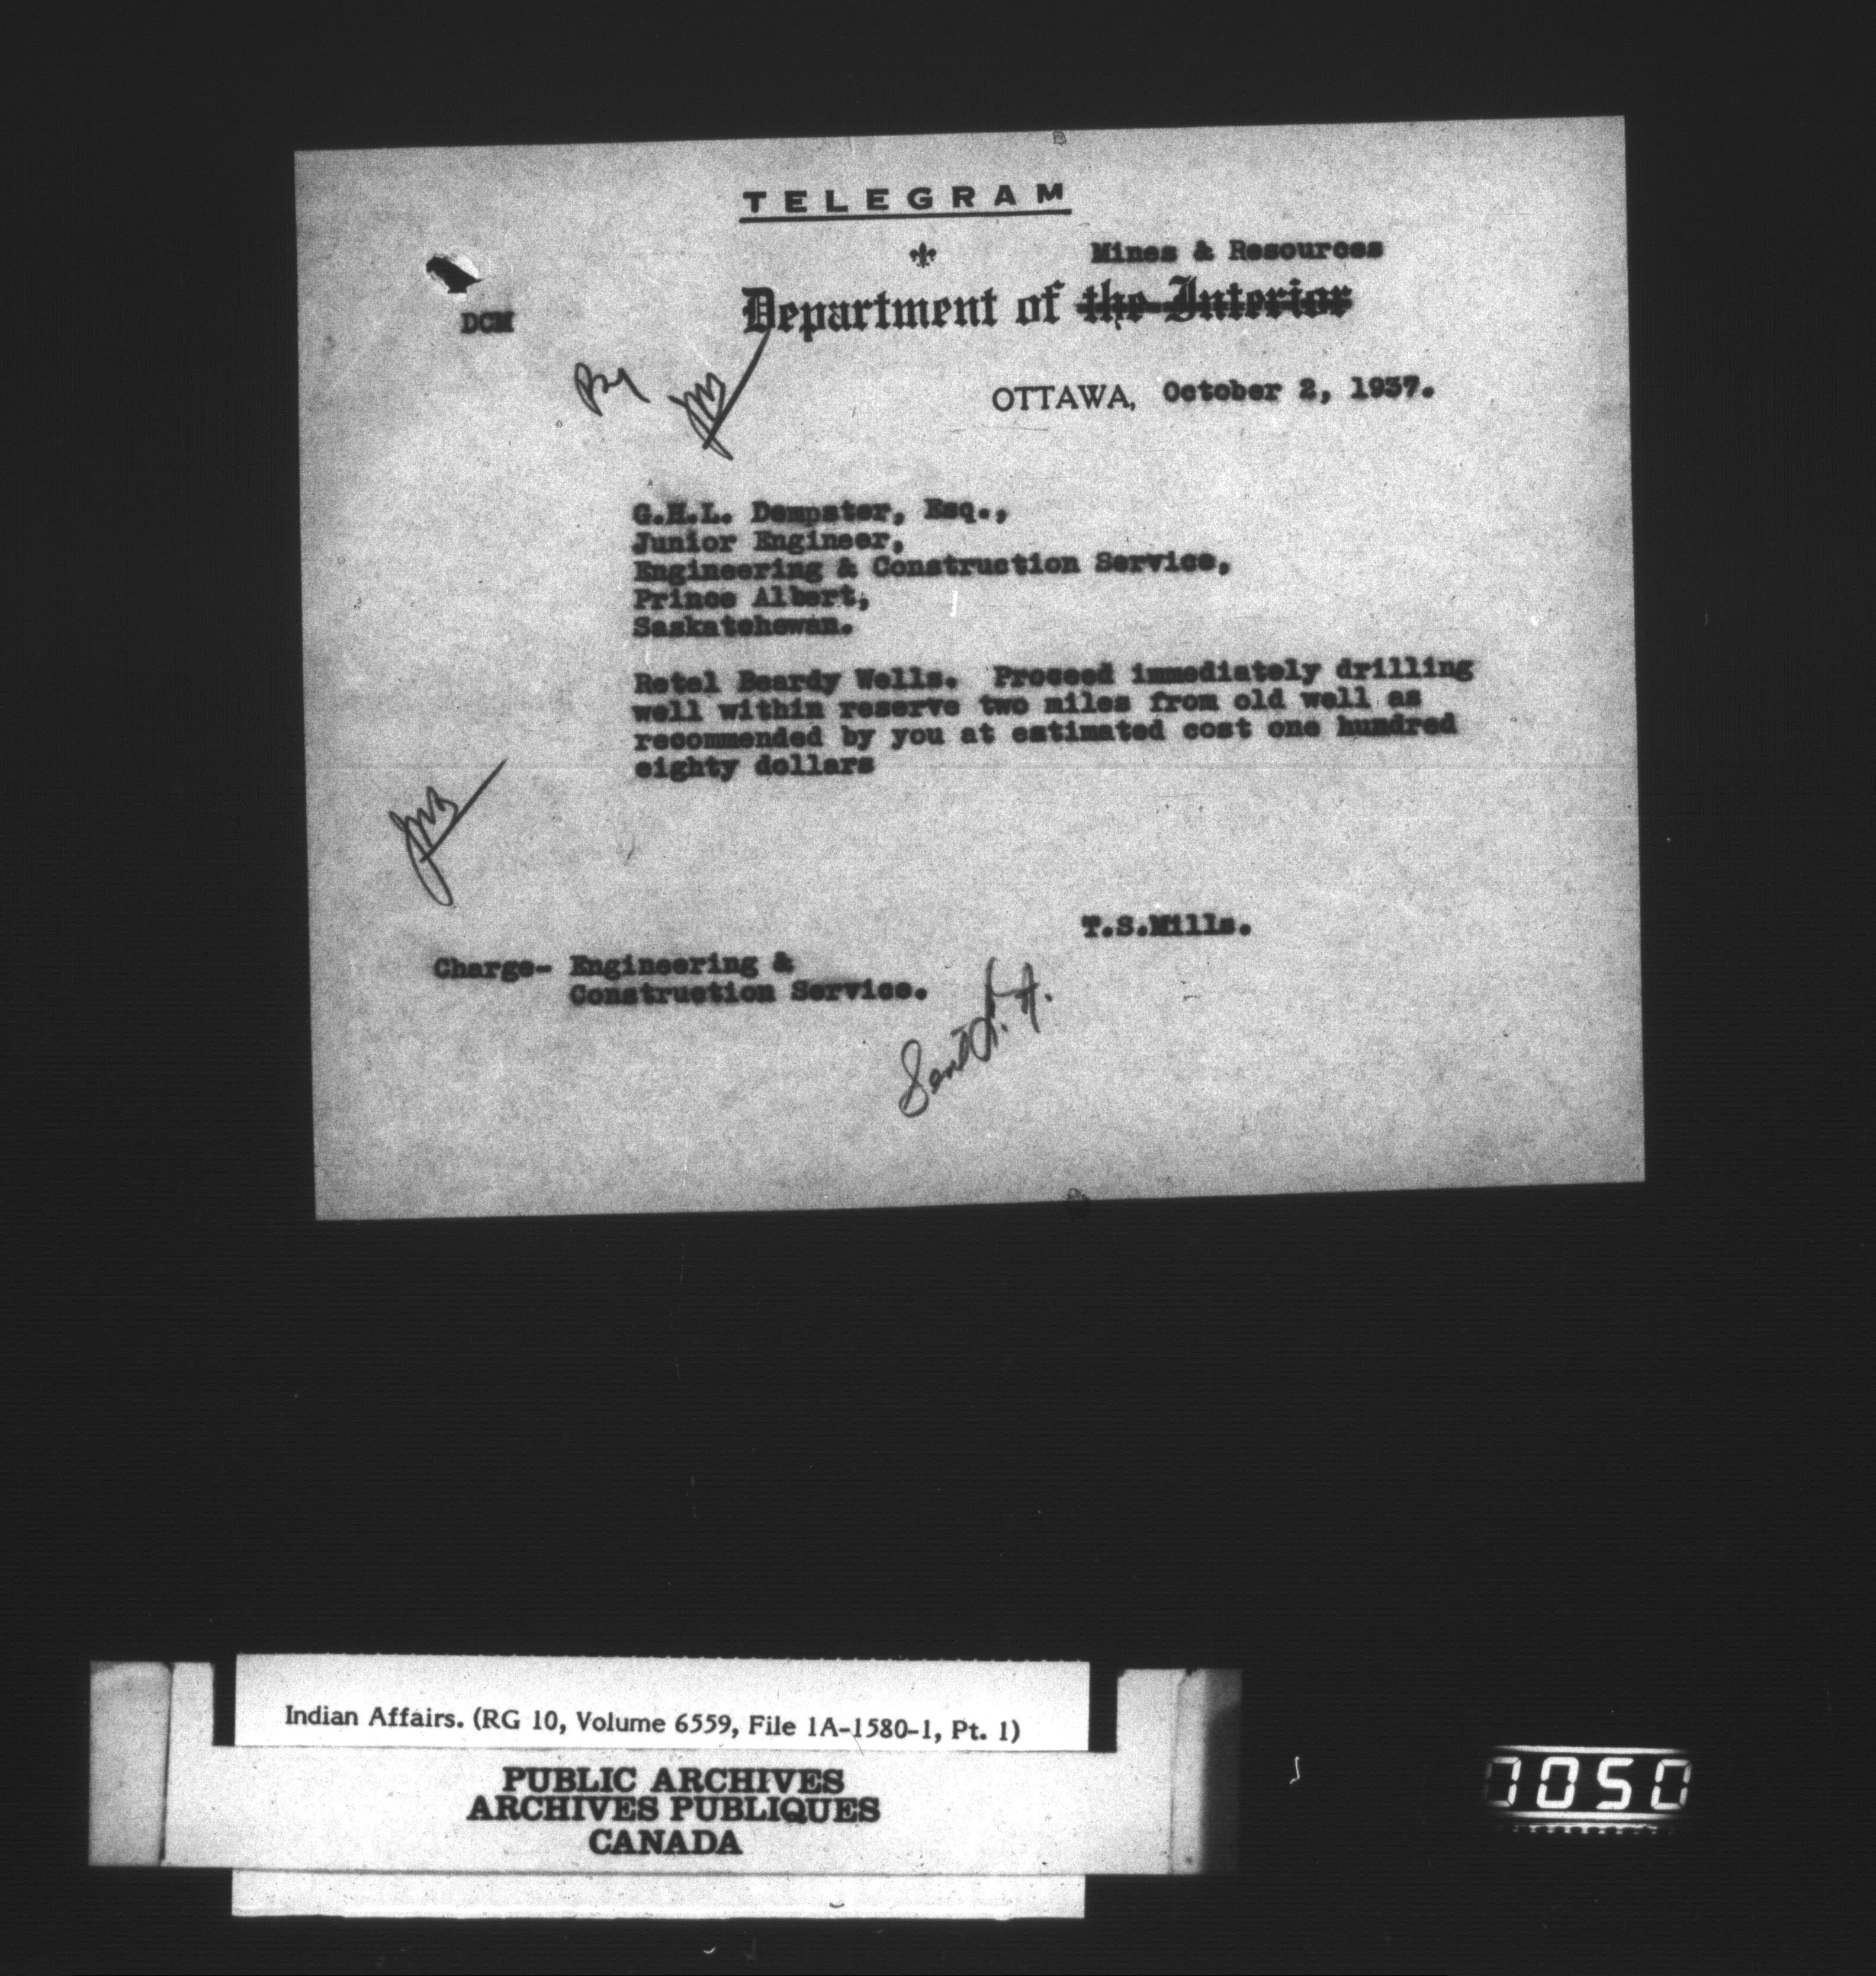 TELEGRAM
Mines & Resources
Department of the Interior
DCM
OTTAWA, October 2, 1937.
G.H.L. Dempster, Esq.,
Junior Engineer,
Engineering & Construction Service,
Prince Albert,
Saskatchewan.
Retel Beardy Wells. Proceed immediately drilling
well within reserve two miles from old well as
recommended by you at estimated cost one hundred
eighty dollars
T.S.Mills.
Charge- Engineering &
Construction Service.
Sent
Indian Affairs. (RG 10, Volume 6559, File 1A-1580-1, Pt. 1)
PUBLIC ARCHIVES
ARCHIVES PUBLIQUES
CANADA